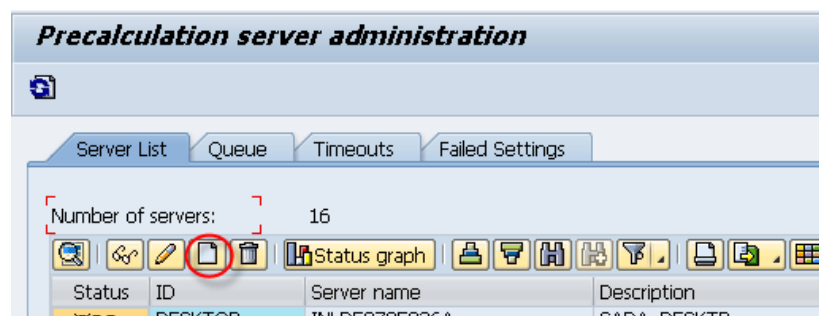 Precalculation server administration
Server List Queue Timeouts Failed Settings
Number of servers: 16
Status graph
Status ID Server name Description